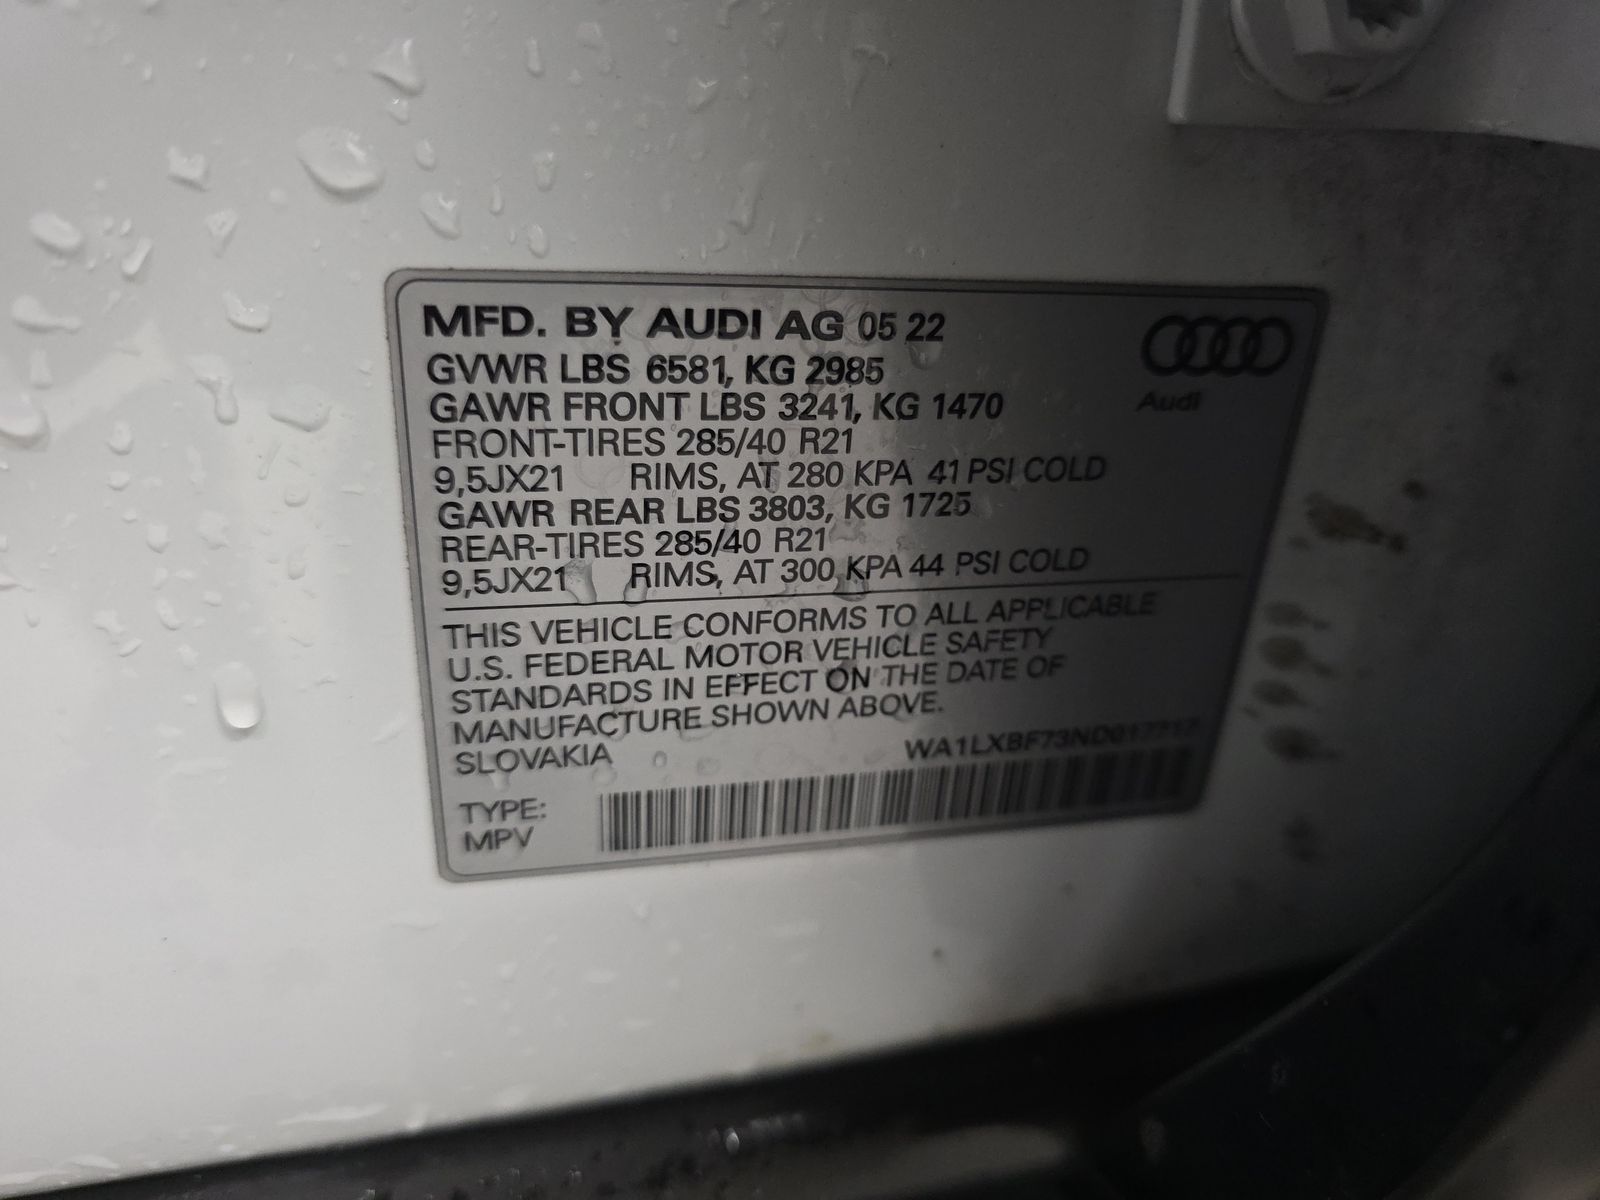 MFD. BY AUDI AG 05 22
GVWR LBS 6581, KG 2985
GAWR FRONT LBS 3241, KG 1470
FRONT-TIRES 285/40 R21
9,5JX21 RIMS, AT 280 KPA 41 PSI COLD
GAWR REAR LBS 3803, KG 1725
REAR-TIRES 285/40 R21
9,5JX21 RIMS, AT 300 KPA 44 PSI COLD
Audi
THIS VEHICLE CONFORMS TO ALL APPLICABLE
U.S. FEDERAL MOTOR VEHICLE SAFETY
STANDARDS IN EFFECT ON THE DATE OF
MANUFACTURE SHOWN ABOVE.
SLOVAKIA
TYPE:
MPV